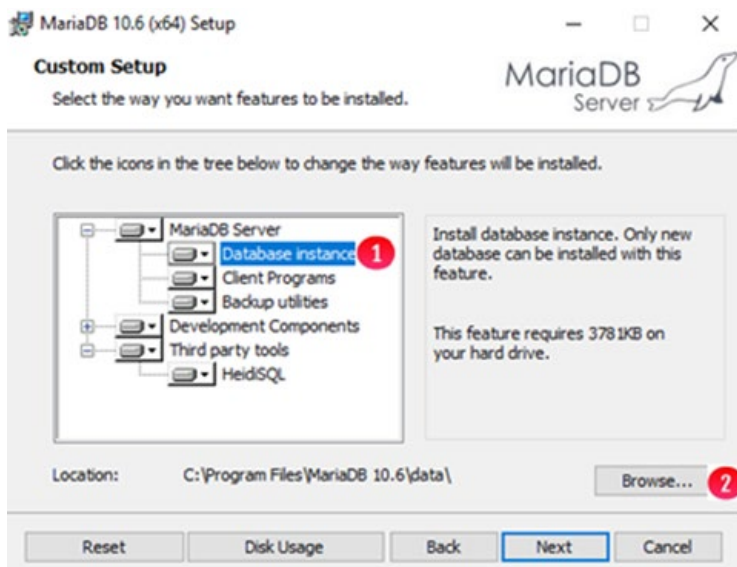 MariaDB 10.6 (x64) Setup
Custom Setup
Select the way you want features to be installed.
MariaDB
Server
Click the icons in the tree below to change the way features will be installed.
MariaDB Server
Database instance
1
Client Programs
Backup utilities
Development Components
Third party tools
HeidiSQL
Install database instance. Only new
database can be installed with this
feature.
This feature requires 3781KB on
your hard drive.
Location: C:\Program Files\MariaDB 10.6\data\
Browse...
2
Reset Disk Usage Back Next Cancel